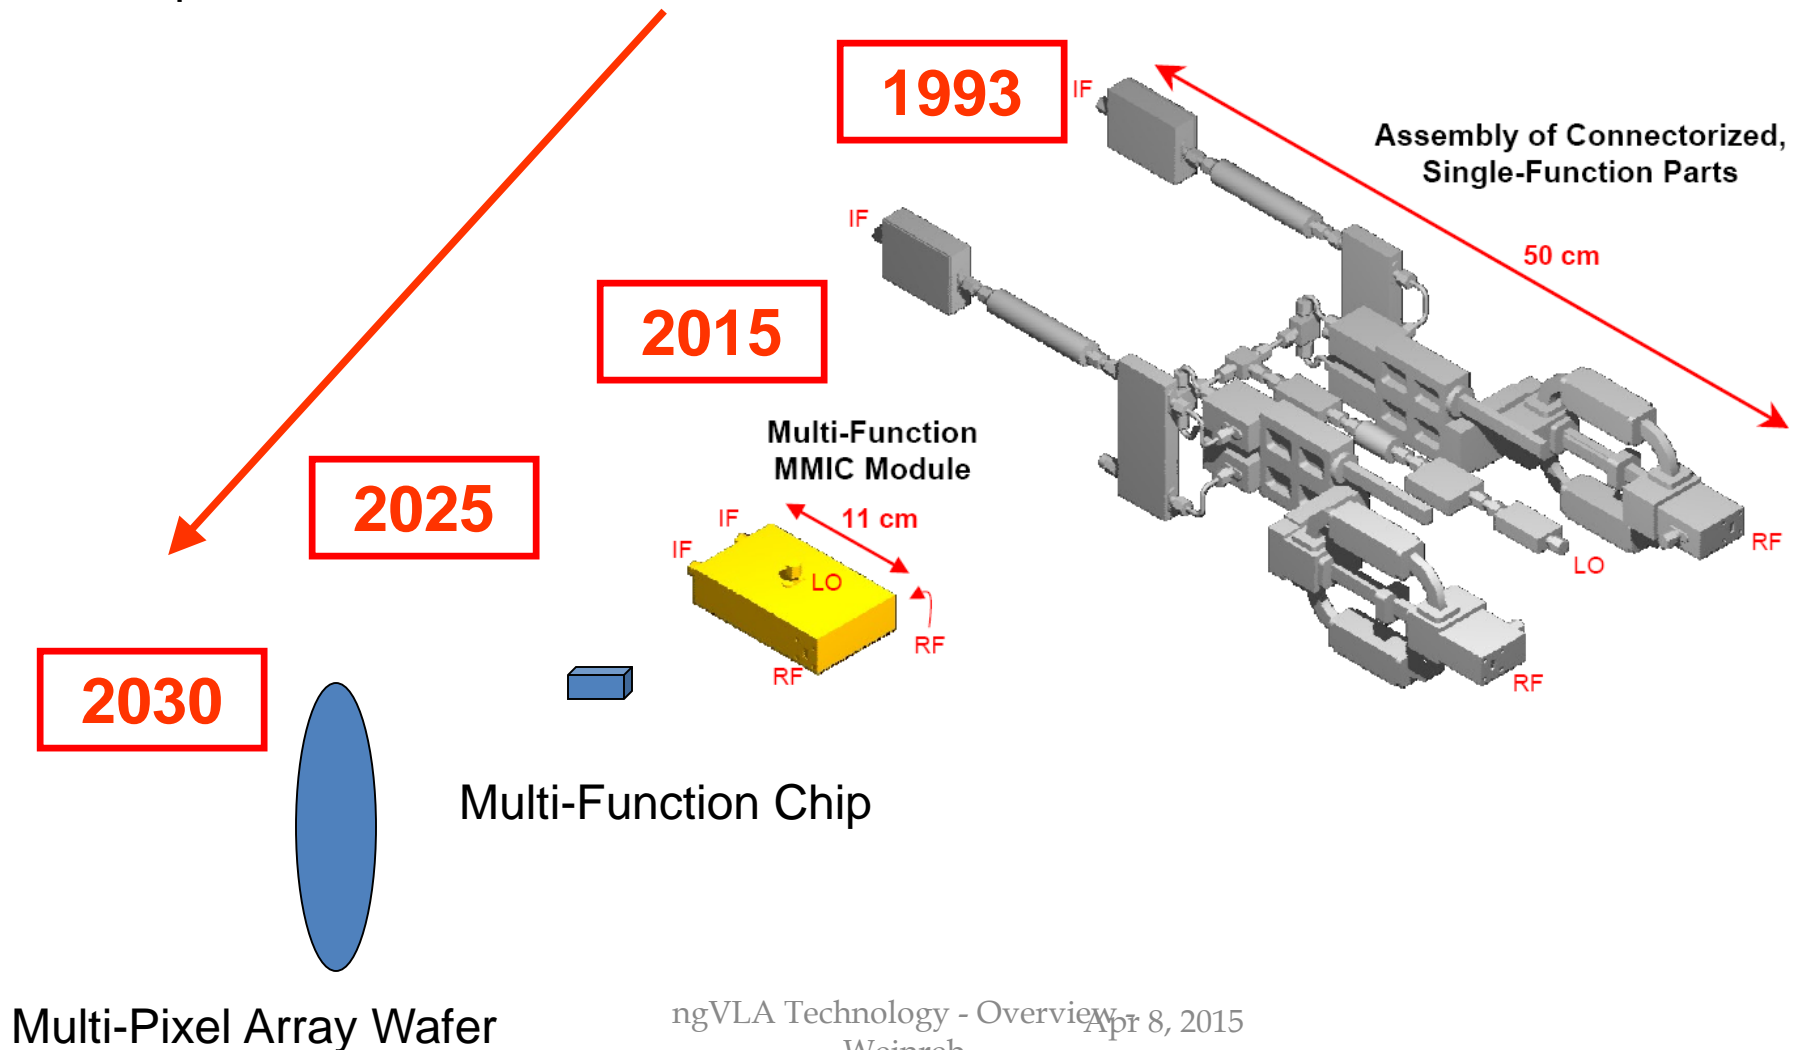 1993
IF
Assembly of Connectorized,
Single-Function Parts
IF
50 cm
2015
Multi-Function
MMIC Module
2025
IF
11 cm
IF
LO
RF
LO
RF
RF
RF
2030
Multi-Function Chip
Multi-Pixel Array Wafer
ngVLA Technology - Overview -
Apr 8, 2015